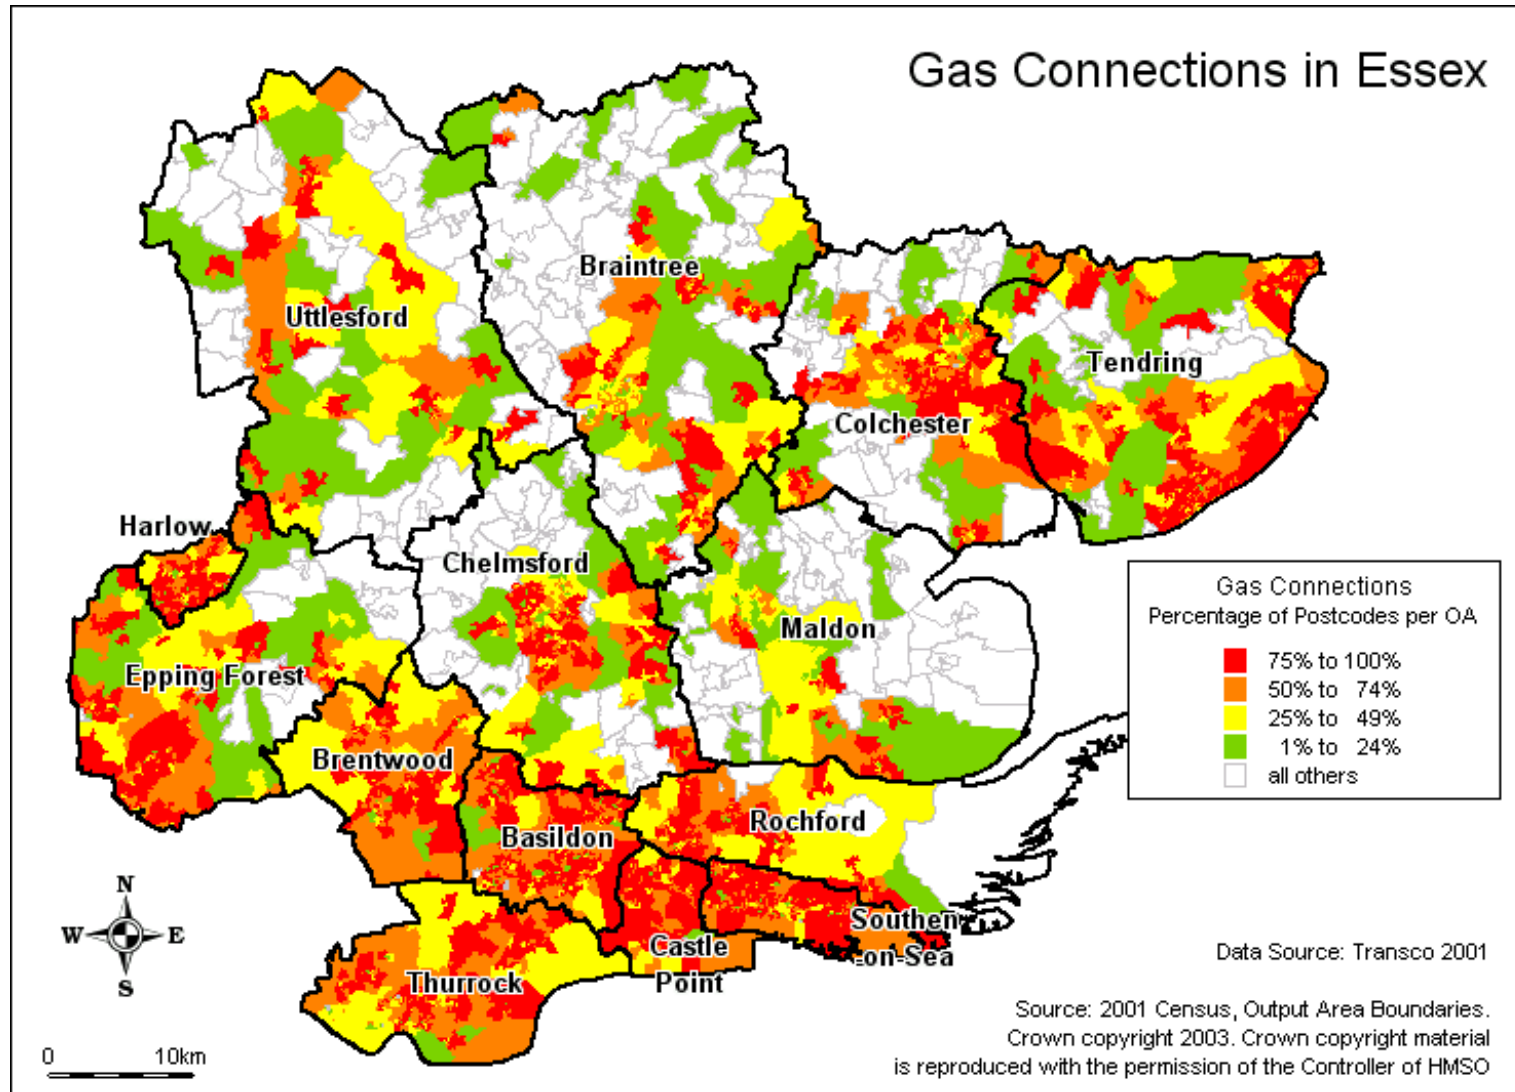 Gas Connections in Essex
Braintree
Uttlesford
Tendring
Colchester
Harlow
Chelmsford
Maldon
Epping Forest
Brentwood
Basildon
Rochford
Southen
-on-Sea
Castle
Point
Thurrock
Gas Connections
Percentage of Postcodes per OA
75% to 100%
50% to 74%
25% to 49%
1% to 24%
all others
N
W E
S
0 10km
Data Source: Transco 2001
Source: 2001 Census, Output Area Boundaries.
Crown copyright 2003. Crown copyright material
is reproduced with the permission of the Controller of HMSO